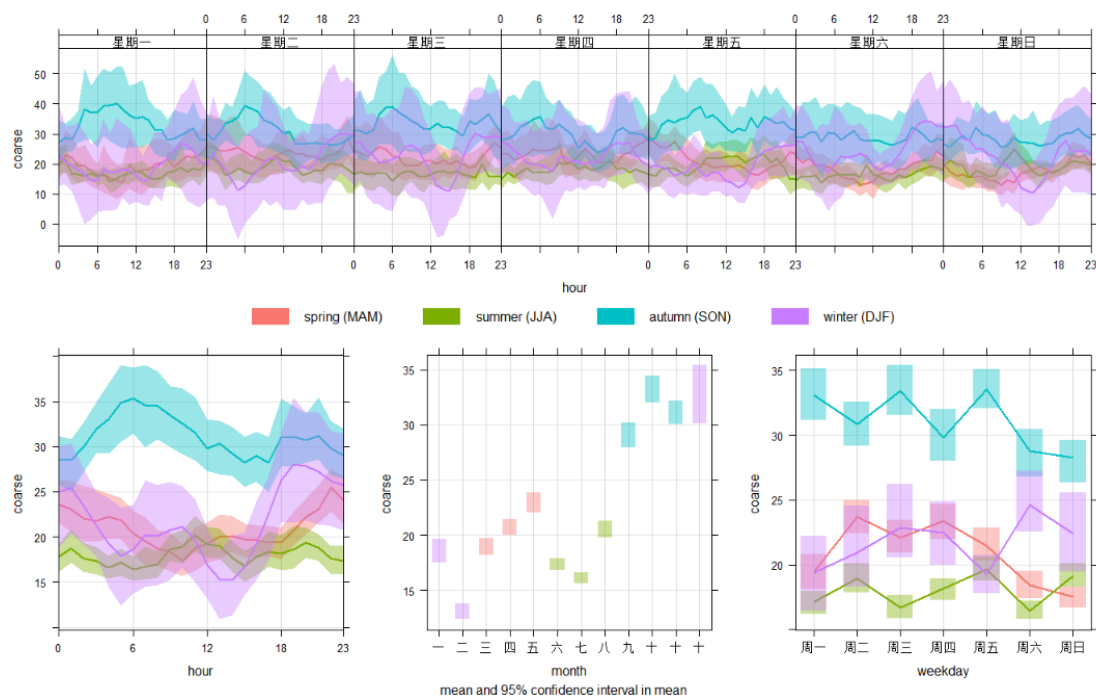 0 6 12 18 23 0 6 12 18 23 0 6 12 18 23
星期一 星期二 星期三 星期四 星期五 星期六 星期日
50
40
30
20
10
0
coarse
0 6 12 18 23 0 6 12 18 23 0 6 12 18 23 0 6 12 18 23
hour
spring (MAM) summer (JJA) autumn (SON) winter (DJF)
35
30
25
20
15
coarse
0 6 12 18 23
hour
35
30
25
20
15
coarse
一 二 三 四 五 六 七 八 九 十 十 十
month
35
30
25
20
coarse
周一 周二 周三 周四 周五 周六 周日
weekday
mean and 95% confidence interval in mean